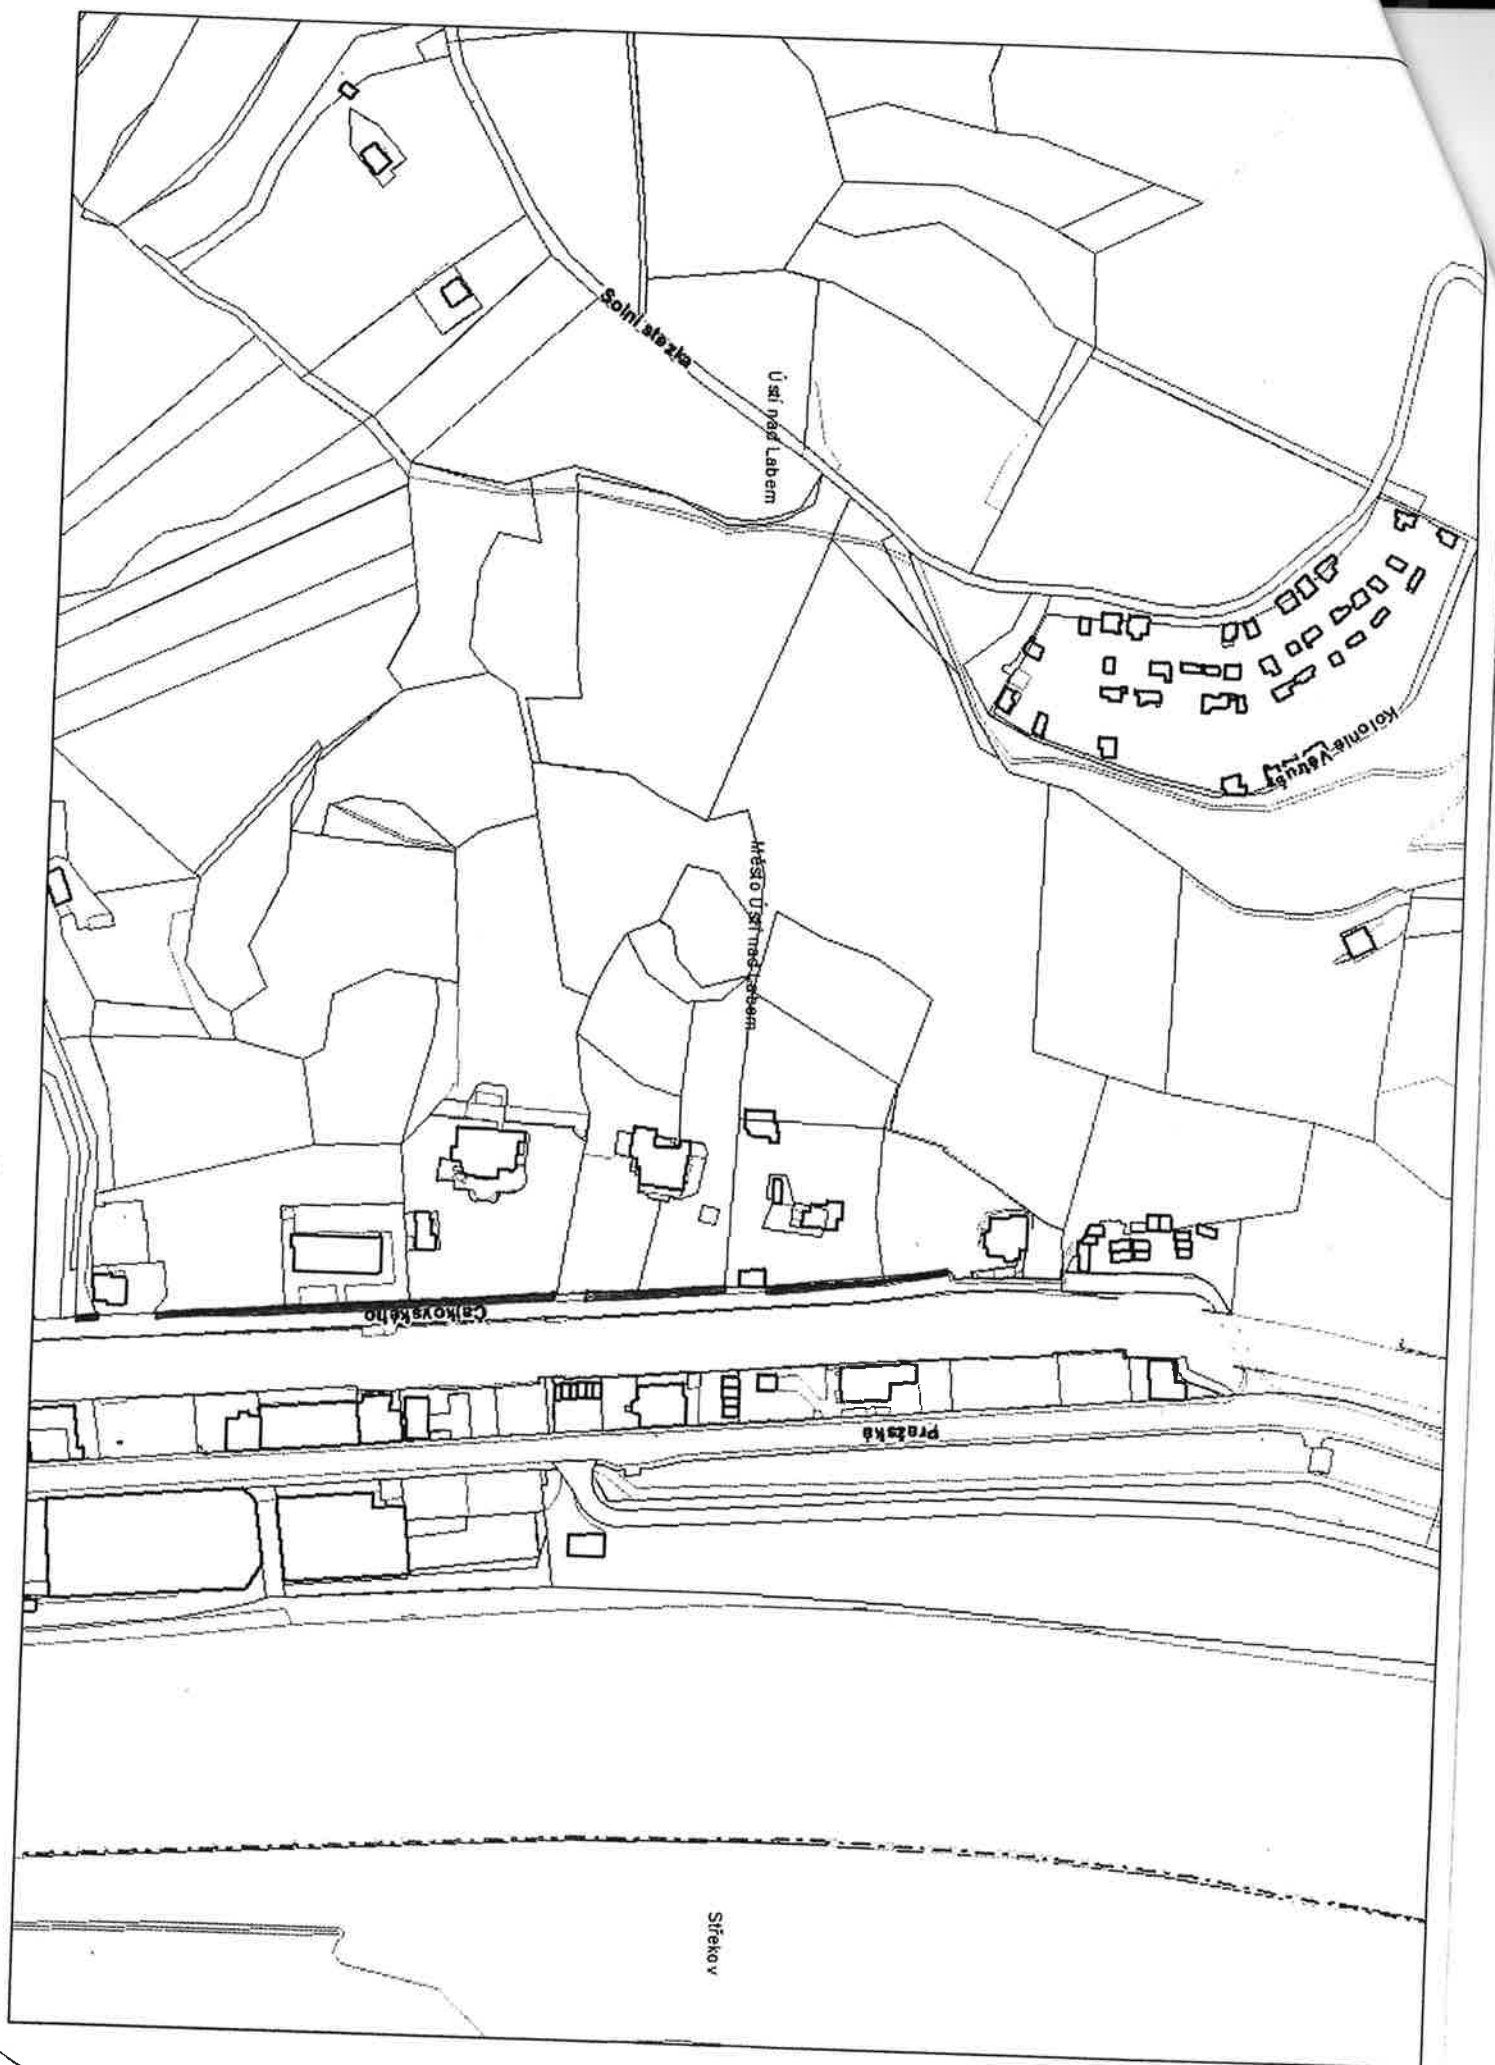 Solní stezka
Ústí nad Labem
Kolonie Větruše
Město Ústí nad Labem
Čajkovského
Pražská
Střekov